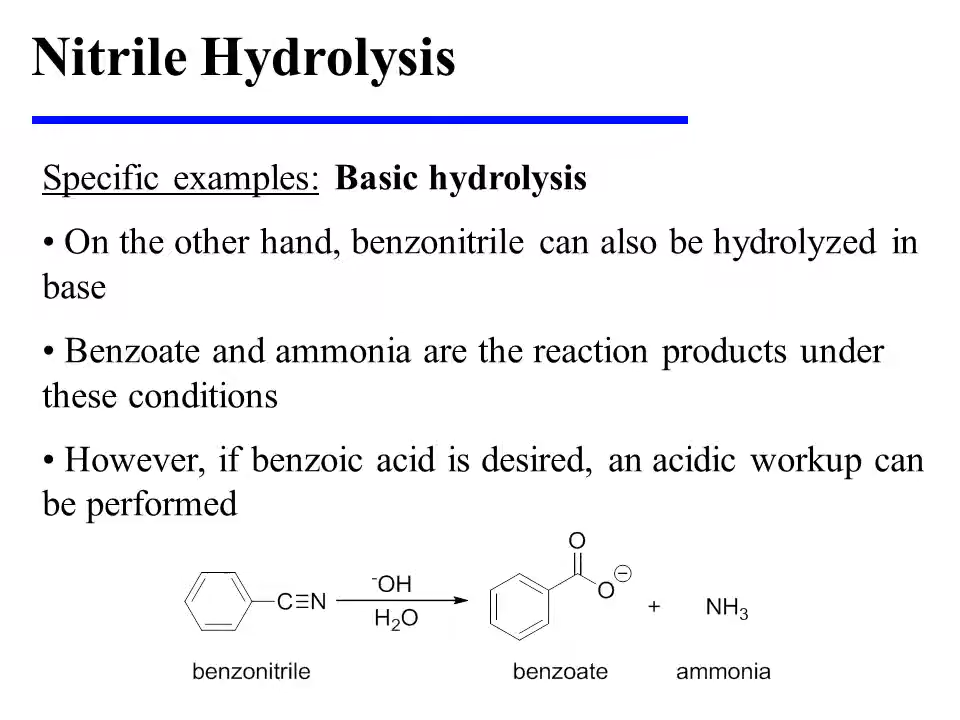 Nitrile Hydrolysis
Specific examples: Basic hydrolysis
• On the other hand, benzonitrile can also be hydrolyzed in
base
• Benzoate and ammonia are the reaction products under
these conditions
• However, if benzoic acid is desired, an acidic workup can
be performed
O
C≡N
⁻OH
H₂O
O
⊖
+
NH₃
benzonitrile
benzoate
ammonia